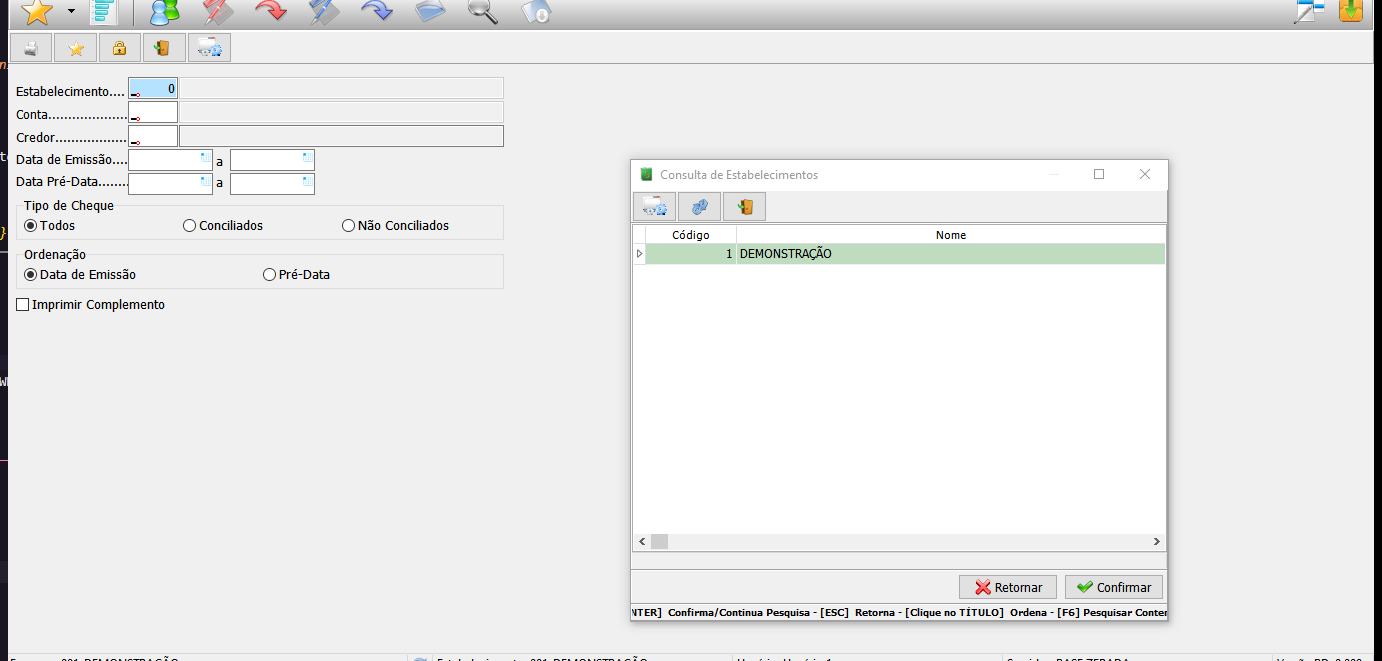 Estabelecimento.... 0
Conta....................
Credor..................
Data de Emissão.... a
Data Pré-Data........ a
Tipo de Cheque
Todos Conciliados Não Conciliados
Ordenação
Data de Emissão Pré-Data
Imprimir Complemento
Consulta de Estabelecimentos
Código Nome
1 DEMONSTRAÇÃO
Retornar Confirmar
NTER] Confirma/Continua Pesquisa - [ESC] Retorna - [Clique no TÍTULO] Ordena - [F6] Pesquisar Conter